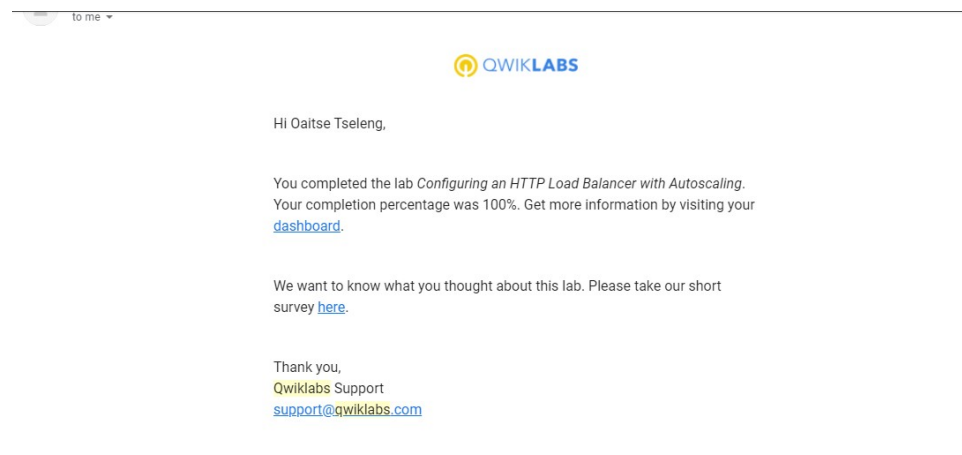 to me
QWIKLABS
Hi Oaitse Tseleng,
You completed the lab Configuring an HTTP Load Balancer with Autoscaling.
Your completion percentage was 100%. Get more information by visiting your
dashboard.
We want to know what you thought about this lab. Please take our short
survey here.
Thank you,
Qwiklabs Support
support@qwiklabs.com